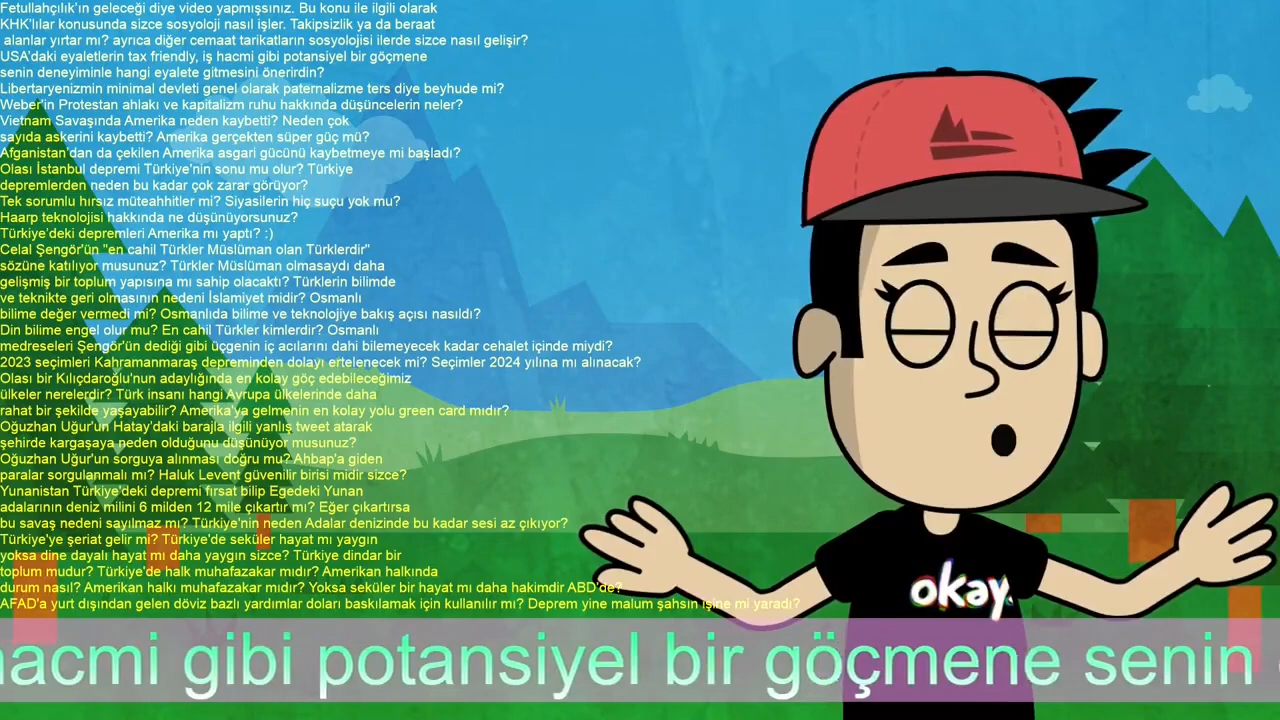 Fetullahçılık'ın geleceği diye video yapmışsınız. Bu konu ile ilgili olarak
KHK'lılar konusunda sizce sosyoloji nasıl işler. Takipsizlik ya da beraat
alanlar yırtar mı? ayrıca diğer cemaat tarikatların sosyolojisi ilerde sizce nasıl gelişir?
USA'daki eyaletlerin tax friendly, iş hacmi gibi potansiyel bir göçmene
senin deneyiminle hangi eyalete gitmesini önerirdin?
Libertaryenizmin minimal devleti genel olarak paternalizme ters diye beyhude mi?
Weber'in Protestan ahlakı ve kapitalizm ruhu hakkında düşüncelerin neler?
Vietnam Savaşında Amerika neden kaybetti? Neden çok
sayıda askerini kaybetti? Amerika gerçekten süper güç mü?
Afganistan'dan da çekilen Amerika asgari gücünü kaybetmeye mi başladı?
Olası İstanbul depremi Türkiye'nin sonu mu olur? Türkiye
depremlerden neden bu kadar çok zarar görüyor?
Tek sorumlu hırsız müteahhitler mi? Siyasilerin hiç suçu yok mu?
Haarp teknolojisi hakkında ne düşünüyorsunuz?
Türkiye'deki depremleri Amerika mı yaptı? :)
Celal Şengör'ün "en cahil Türkler Müslüman olan Türklerdir"
sözüne katılıyor musunuz? Türkler Müslüman olmasaydı daha
gelişmiş bir toplum yapısına mı sahip olacaktı? Türklerin bilimde
ve teknikte geri olmasının nedeni İslamiyet midir? Osmanlı
bilime değer vermedi mi? Osmanlıda bilime ve teknolojiye bakış açısı nasıldı?
Din bilime engel olur mu? En cahil Türkler kimlerdir? Osmanlı
medreseleri Şengör'ün dediği gibi üçgenin iç acılarını dahi bilemeyecek kadar cehalet içinde miydi?
2023 seçimleri Kahramanmaraş depreminden dolayı ertelenecek mi? Seçimler 2024 yılına mı alınacak?
Olası bir Kılıçdaroğlu'nun adaylığında en kolay göç edebileceğimiz
ülkeler nerelerdir? Türk insanı hangi Avrupa ülkelerinde daha
rahat bir şekilde yaşayabilir? Amerika'ya gelmenin en kolay yolu green card mıdır?
Oğuzhan Uğur'un Hatay'daki barajla ilgili yanlış tweet atarak
şehirde kargaşaya neden olduğunu düşünüyor musunuz?
Oğuzhan Uğur'un sorguya alınması doğru mu? Ahbap'a giden
paralar sorgulanmalı mı? Haluk Levent güvenilir birisi midir sizce?
Yunanistan Türkiye'deki depremi fırsat bilip Egedeki Yunan
adalarının deniz milini 6 milden 12 mile çıkartır mı? Eğer çıkartırsa
bu savaş nedeni sayılmaz mı? Türkiye'nin neden Adalar denizinde bu kadar sesi az çıkıyor?
Türkiye'ye şeriat gelir mi? Türkiye'de seküler hayat mı yaygın
yoksa dine dayalı hayat mı daha yaygın sizce? Türkiye dindar bir
toplum mudur? Türkiye'de halk muhafazakar mıdır? Amerikan halkında
durum nasıl? Amerikan halkı muhafazakar mıdır? Yoksa seküler bir hayat mı daha hakimdir ABD'de?
AFAD'a yurt dışından gelen döviz bazlı yardımlar doları baskılamak için kullanılır mı? Deprem yine malum şahsın işine mi yaradı?
okay.
hacmi gibi potansiyel bir göçmene senin